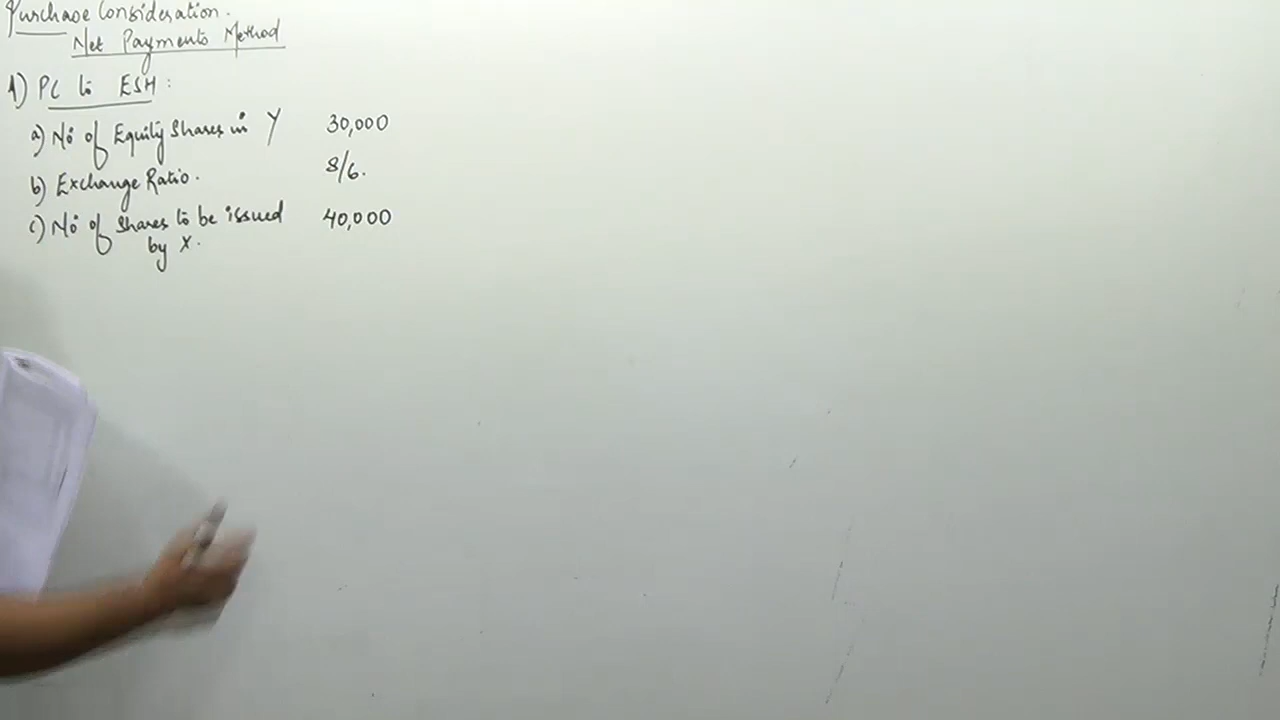 Purchase Consideration.
Net Payments Method
1) PC to ESH :
a) No of Equity Shares in Y 30,000
b) Exchange Ratio. 8/6.
c) No of Shares to be issued 40,000
by X.